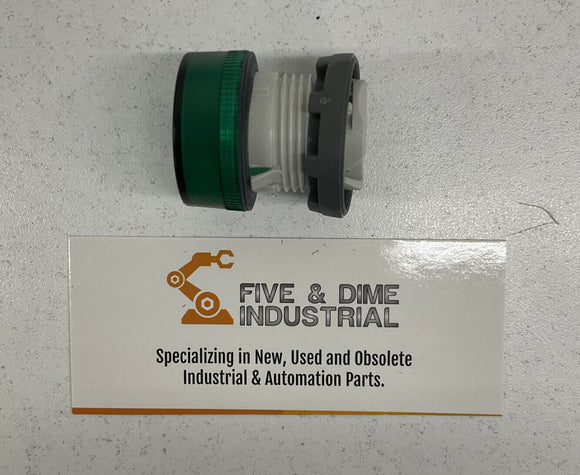 FIVE & DIME
INDUSTRIAL
Specializing in New, Used and Obsolete
Industrial & Automation Parts.